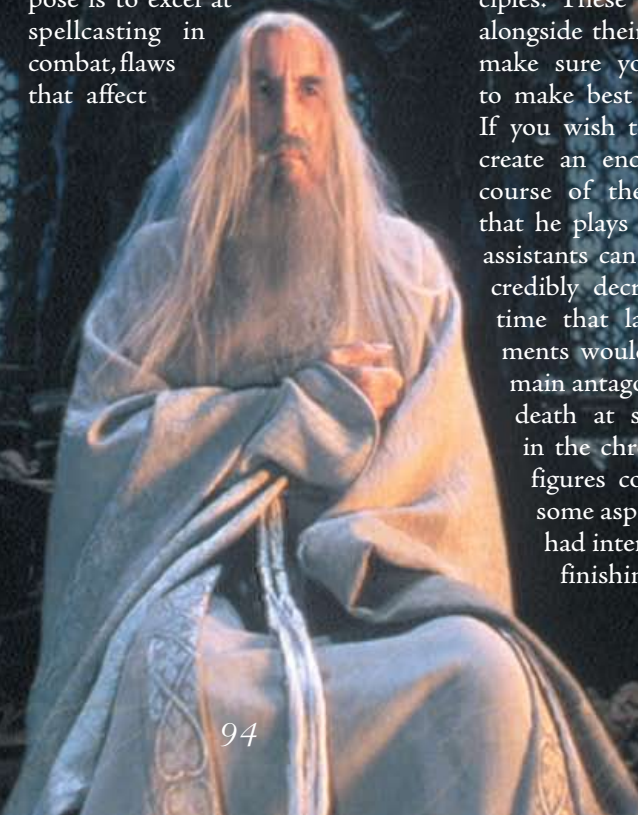 pose is to excel at
spellcasting in
combat, flaws
that affect
ciples. These
alongside their
make sure yo
to make best
If you wish t
create an enc
course of the
that he plays
assistants can
credibly decr
time that la
ments would
main antago
death at s
in the chr
figures co
some asp
had inter
finishin
94